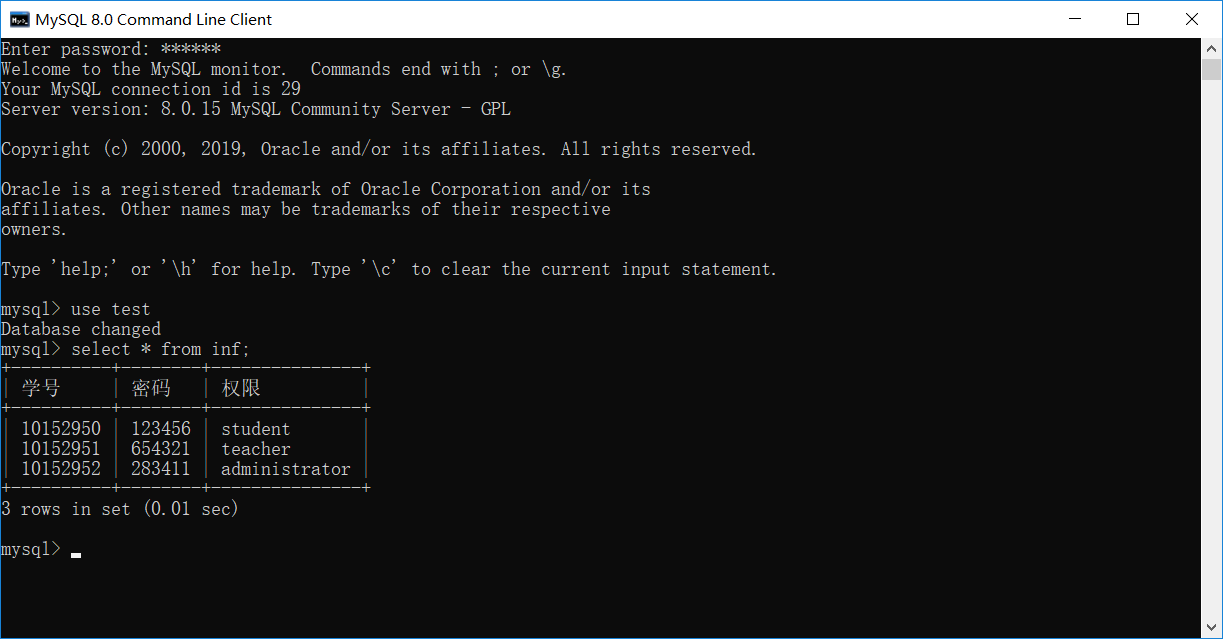 MySQL 8.0 Command Line Client
Enter password: ******
Welcome to the MySQL monitor.  Commands end with ; or \g.
Your MySQL connection id is 29
Server version: 8.0.15 MySQL Community Server - GPL
Copyright (c) 2000, 2019, Oracle and/or its affiliates. All rights reserved.
Oracle is a registered trademark of Oracle Corporation and/or its
affiliates. Other names may be trademarks of their respective
owners.
Type 'help;' or '\h' for help. Type '\c' to clear the current input statement.
mysql> use test
Database changed
mysql> select * from inf;
+----------+--------+---------------+
| 学号     | 密码   | 权限          |
+----------+--------+---------------+
| 10152950 | 123456 | student       |
| 10152951 | 654321 | teacher       |
| 10152952 | 283411 | administrator |
+----------+--------+---------------+
3 rows in set (0.01 sec)
mysql>